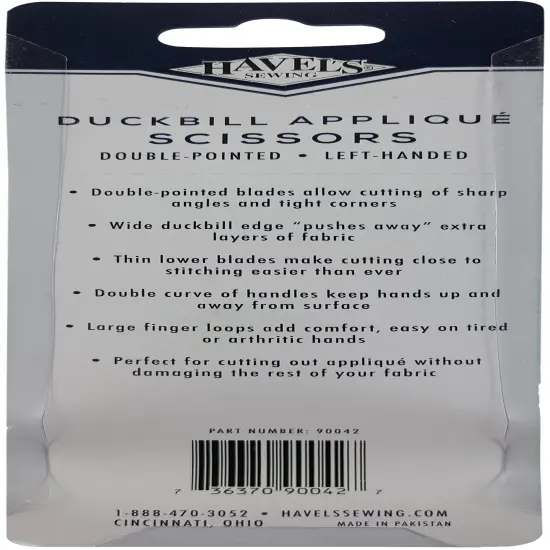 HAVEL'S®
SEWING
DUCKBILL APPLIQUÉ
SCISSORS
DOUBLE-POINTED • LEFT-HANDED
• Double-pointed blades allow cutting of sharp
angles and tight corners
• Wide duckbill edge "pushes away" extra
layers of fabric
• Thin lower blades make cutting close to
stitching easier than ever
• Double curve of handles keep hands up and
away from surface
• Large finger loops add comfort, easy on tired
or arthritic hands
• Perfect for cutting out appliqué without
damaging the rest of your fabric
PART NUMBER: 90042
7 36370 90042 7
1-888-470-3052 • HAVELSSEWING.COM
CINCINNATI, OHIO MADE IN PAKISTAN